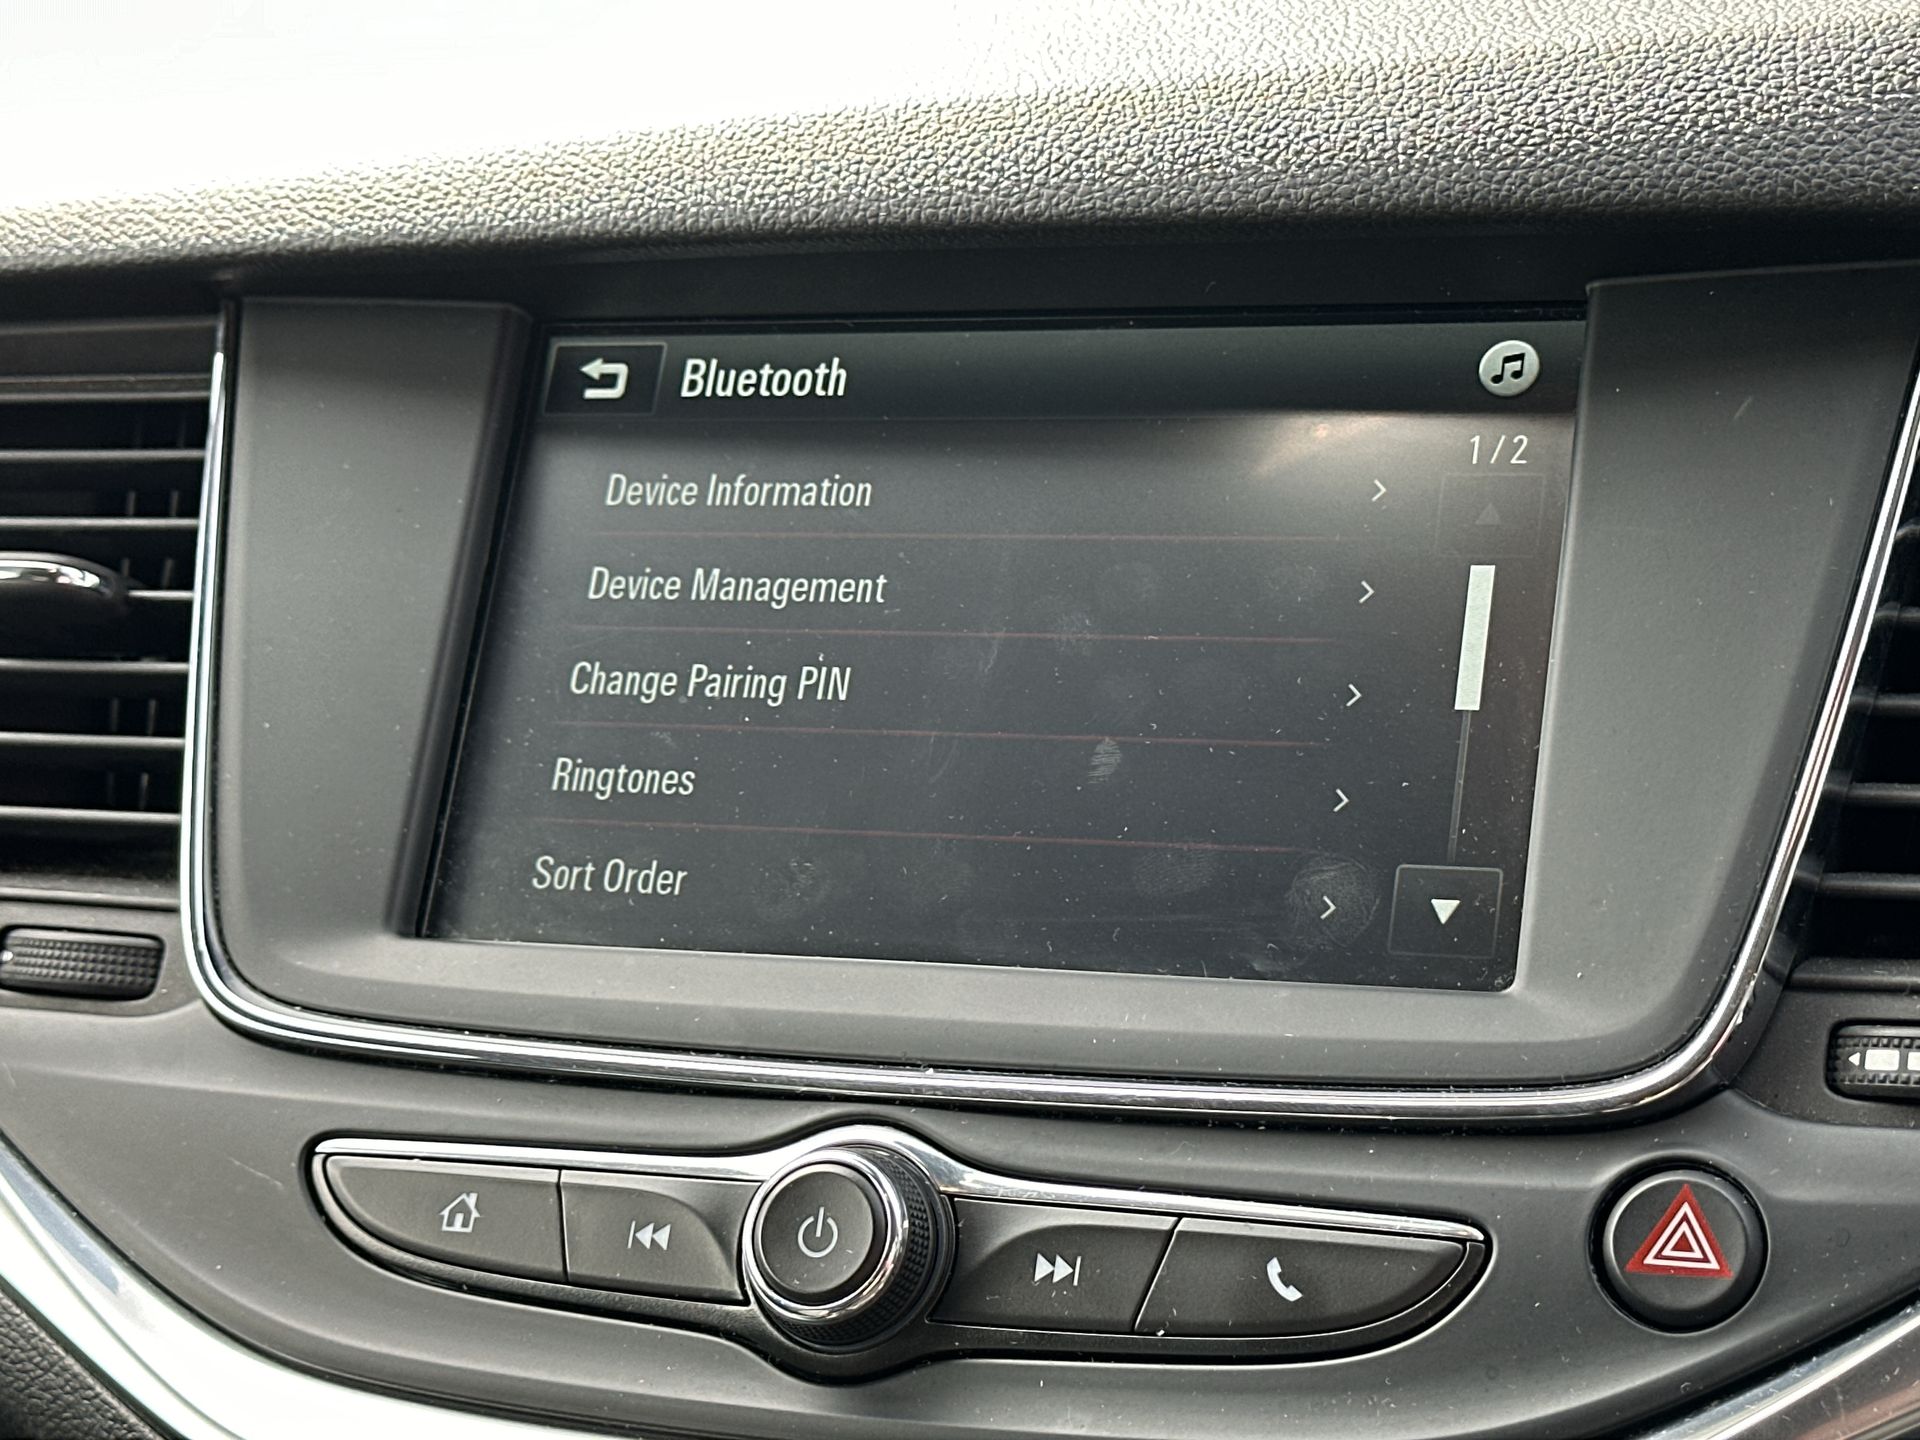 Bluetooth
1/2
Device Information
Device Management
Change Pairing PIN
Ringtones
Sort Order